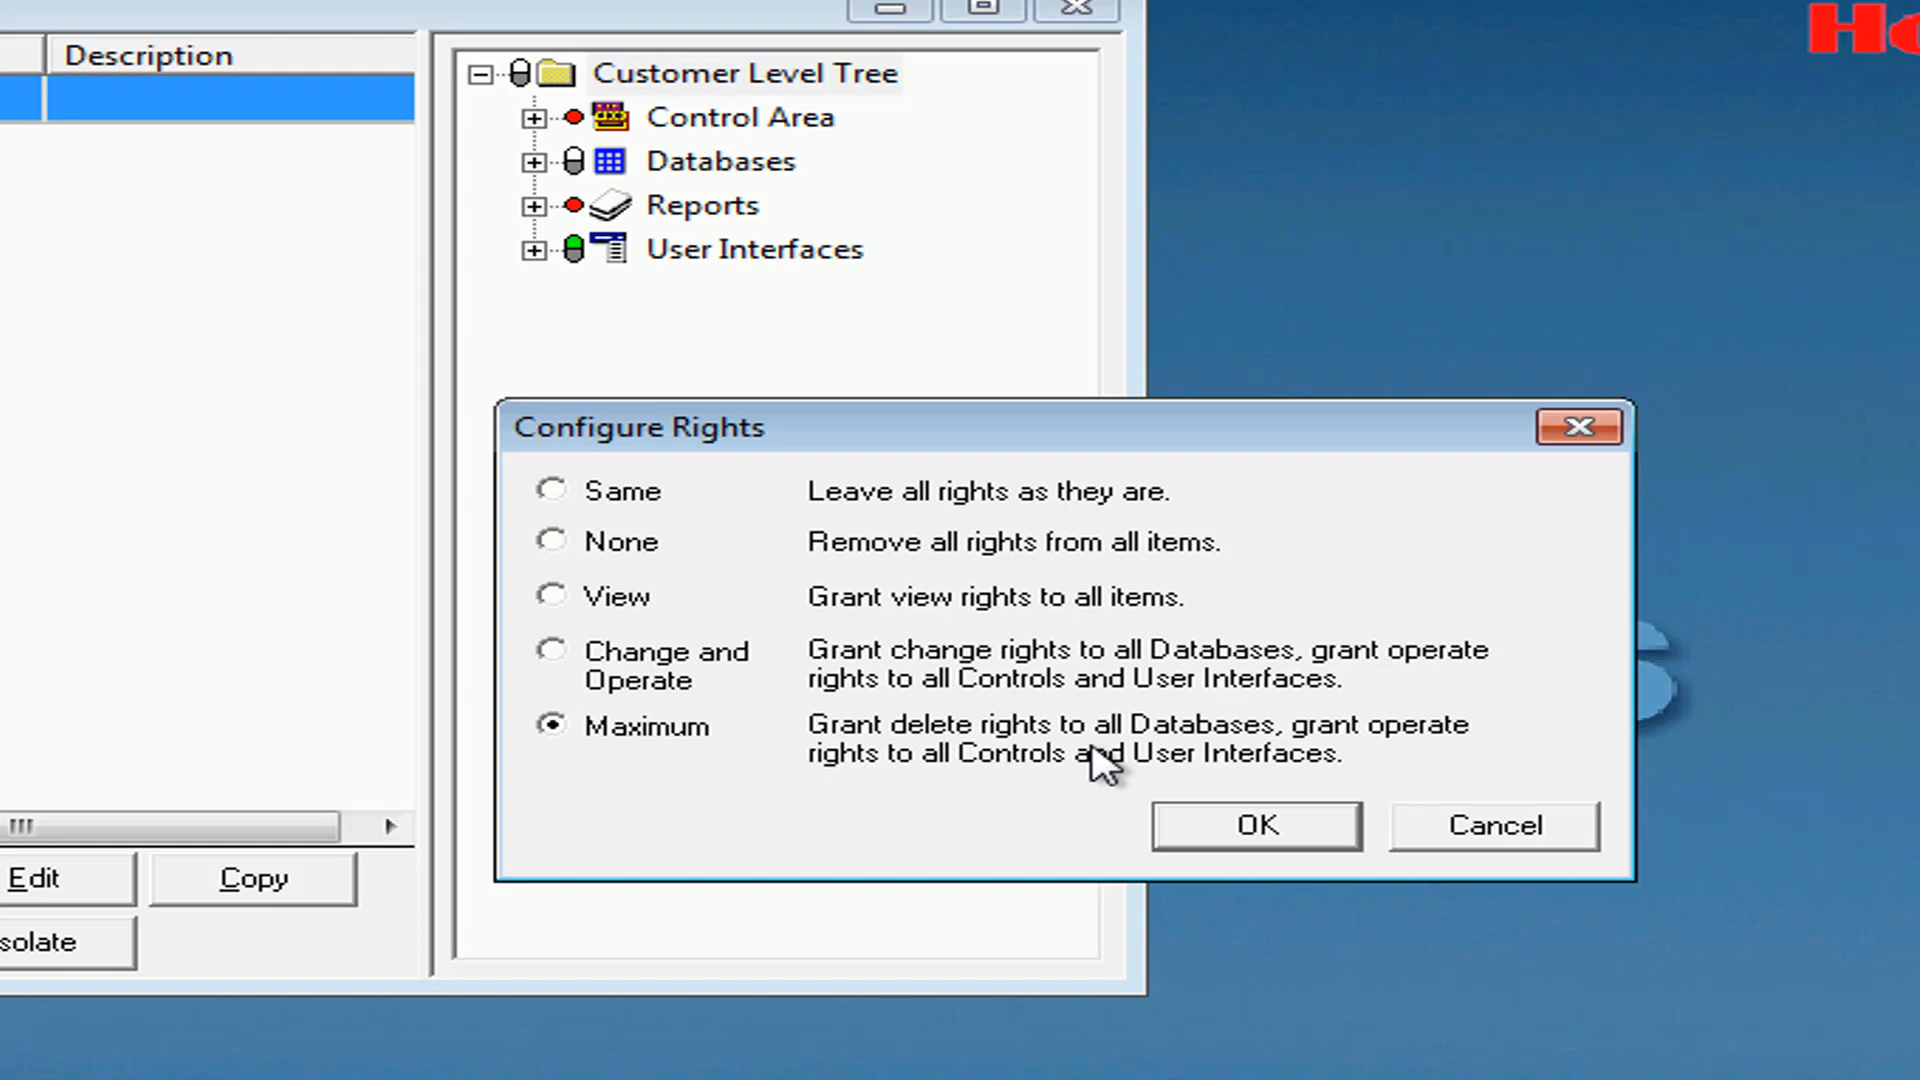 Ho
Description
Customer Level Tree
Control Area
Databases
Reports
User Interfaces
Configure Rights
Same Leave all rights as they are.
None Remove all rights from all items.
View Grant view rights to all items.
Change and Operate
Grant change rights to all Databases, grant operate
rights to all Controls and User Interfaces.
Maximum
Grant delete rights to all Databases, grant operate
rights to all Controls and User Interfaces.
OK Cancel
Edit Copy
solate